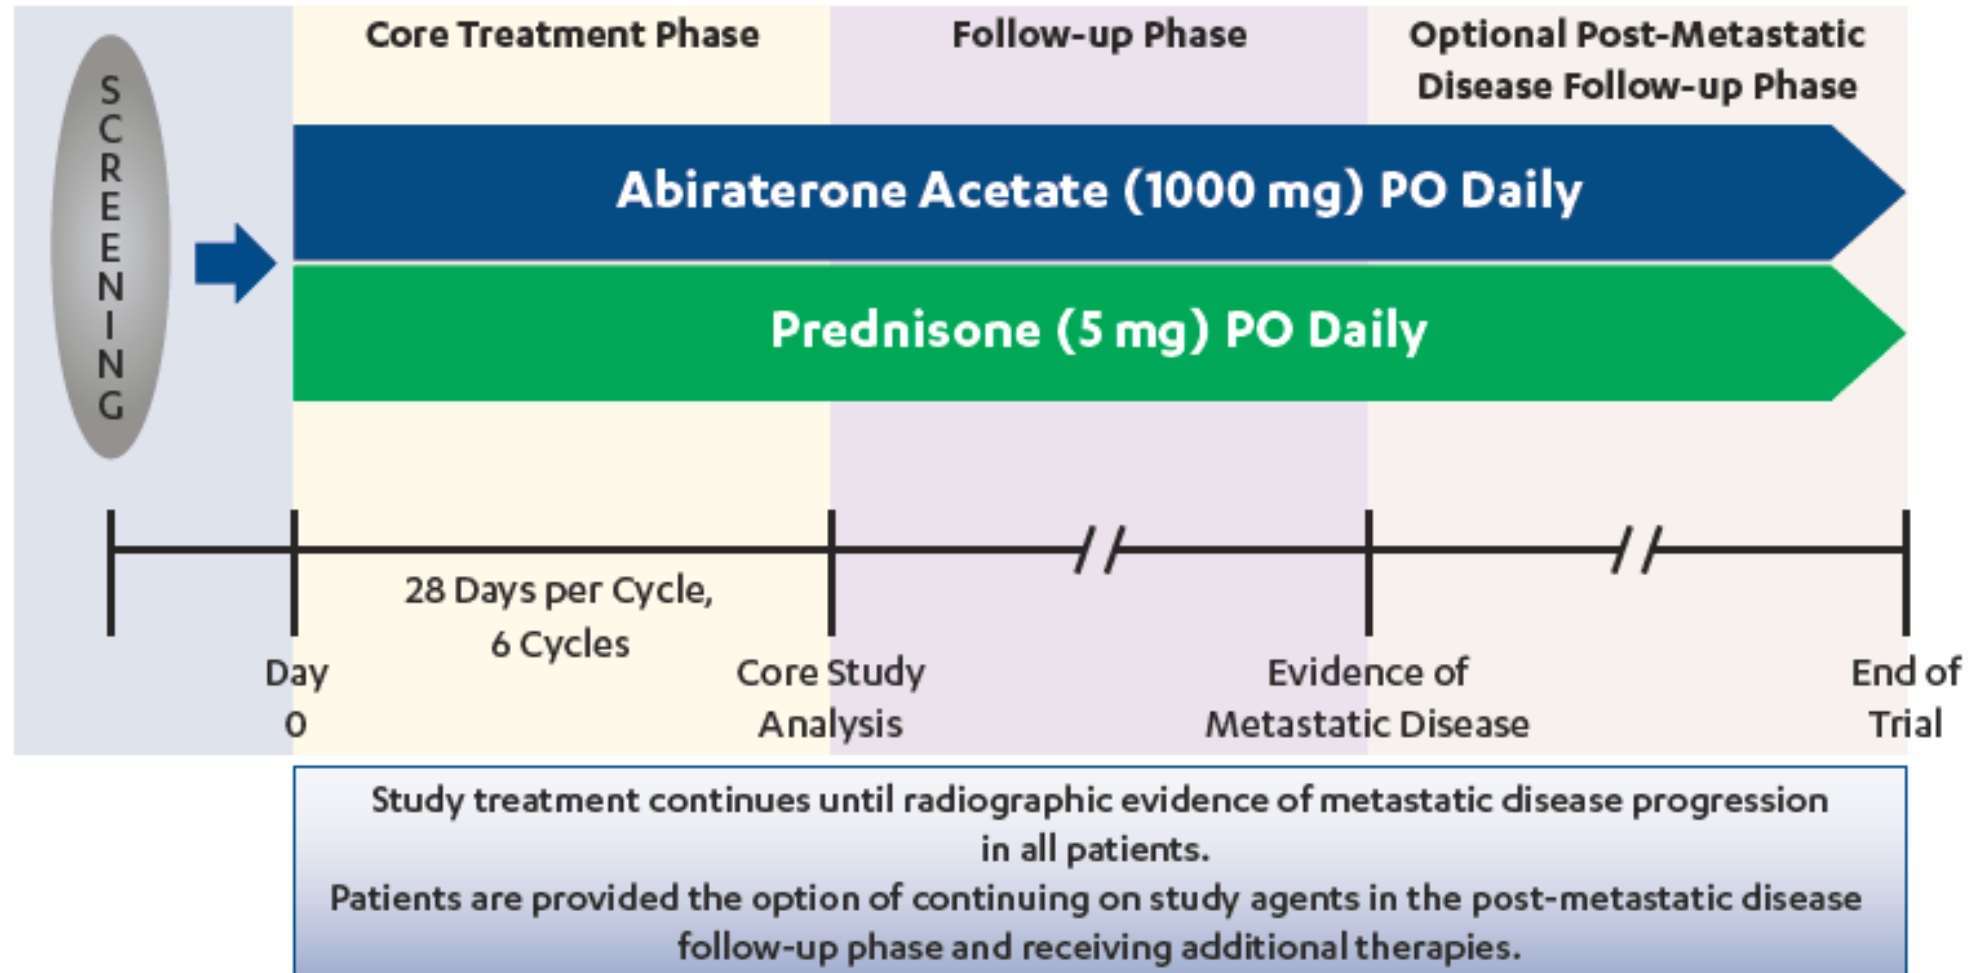 Core Treatment Phase
Follow-up Phase
Optional Post-Metastatic
Disease Follow-up Phase
SCREENING
Abiraterone Acetate (1000 mg) PO Daily
Prednisone (5 mg) PO Daily
28 Days per Cycle,
6 Cycles
Day
0
Core Study
Analysis
Evidence of
Metastatic Disease
End of
Trial
Study treatment continues until radiographic evidence of metastatic disease progression
in all patients.
Patients are provided the option of continuing on study agents in the post-metastatic disease
follow-up phase and receiving additional therapies.